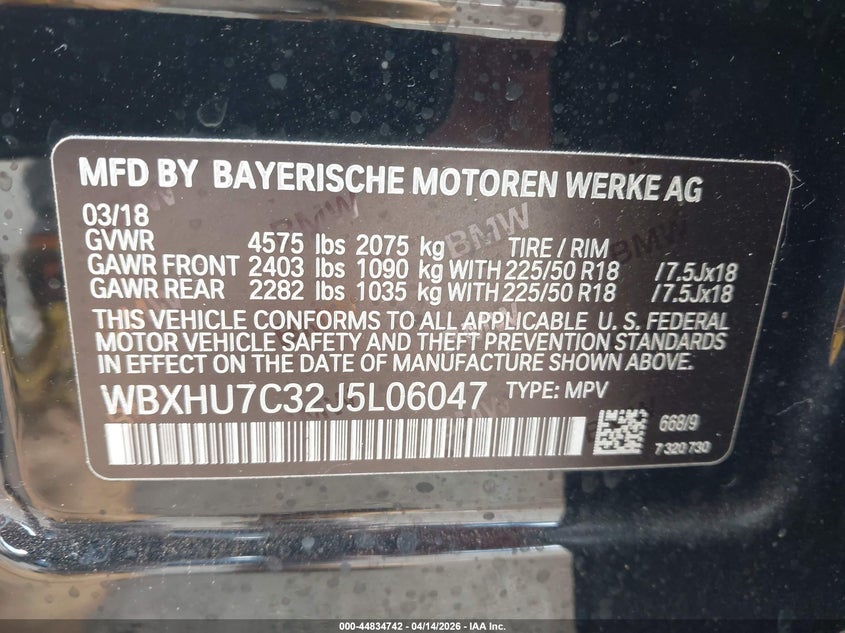 MFD BY BAYERISCHE MOTOREN WERKE AG
03/18
GVWR 4575 lbs 2075 kg TIRE / RIM
GAWR FRONT 2403 lbs 1090 kg WITH 225/50 R18 /7.5Jx18
GAWR REAR 2282 lbs 1035 kg WITH 225/50 R18 /7.5Jx18
THIS VEHICLE CONFORMS TO ALL APPLICABLE U. S. FEDERAL
MOTOR VEHICLE SAFETY AND THEFT PREVENTION STANDARDS
IN EFFECT ON THE DATE OF MANUFACTURE SHOWN ABOVE.
WBXHU7C32J5L06047 TYPE: MPV
668/9
7 320 730
BMW
BMW
000-44834742 - 04/14/2026 - IAA Inc.